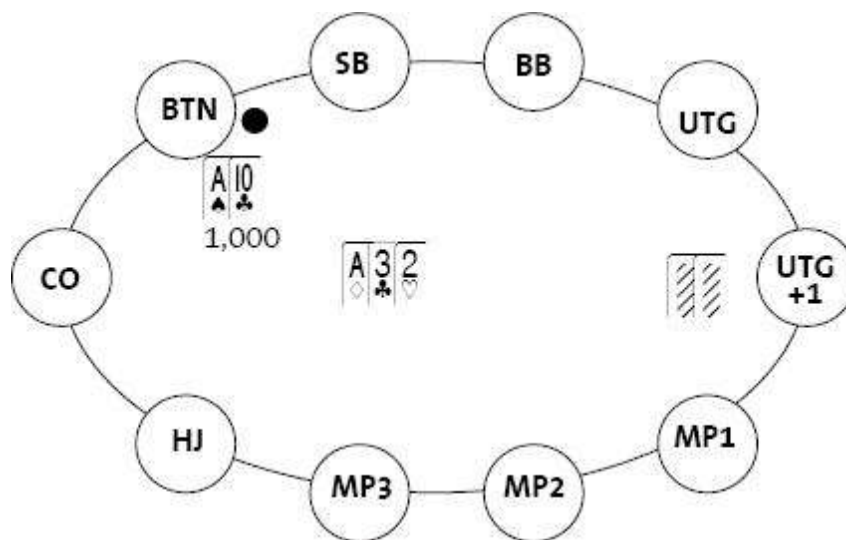 SB
BB
BTN
UTG
A 10
1,000
CO
A 3 2
UTG
+1
HJ
MP1
MP3
MP2